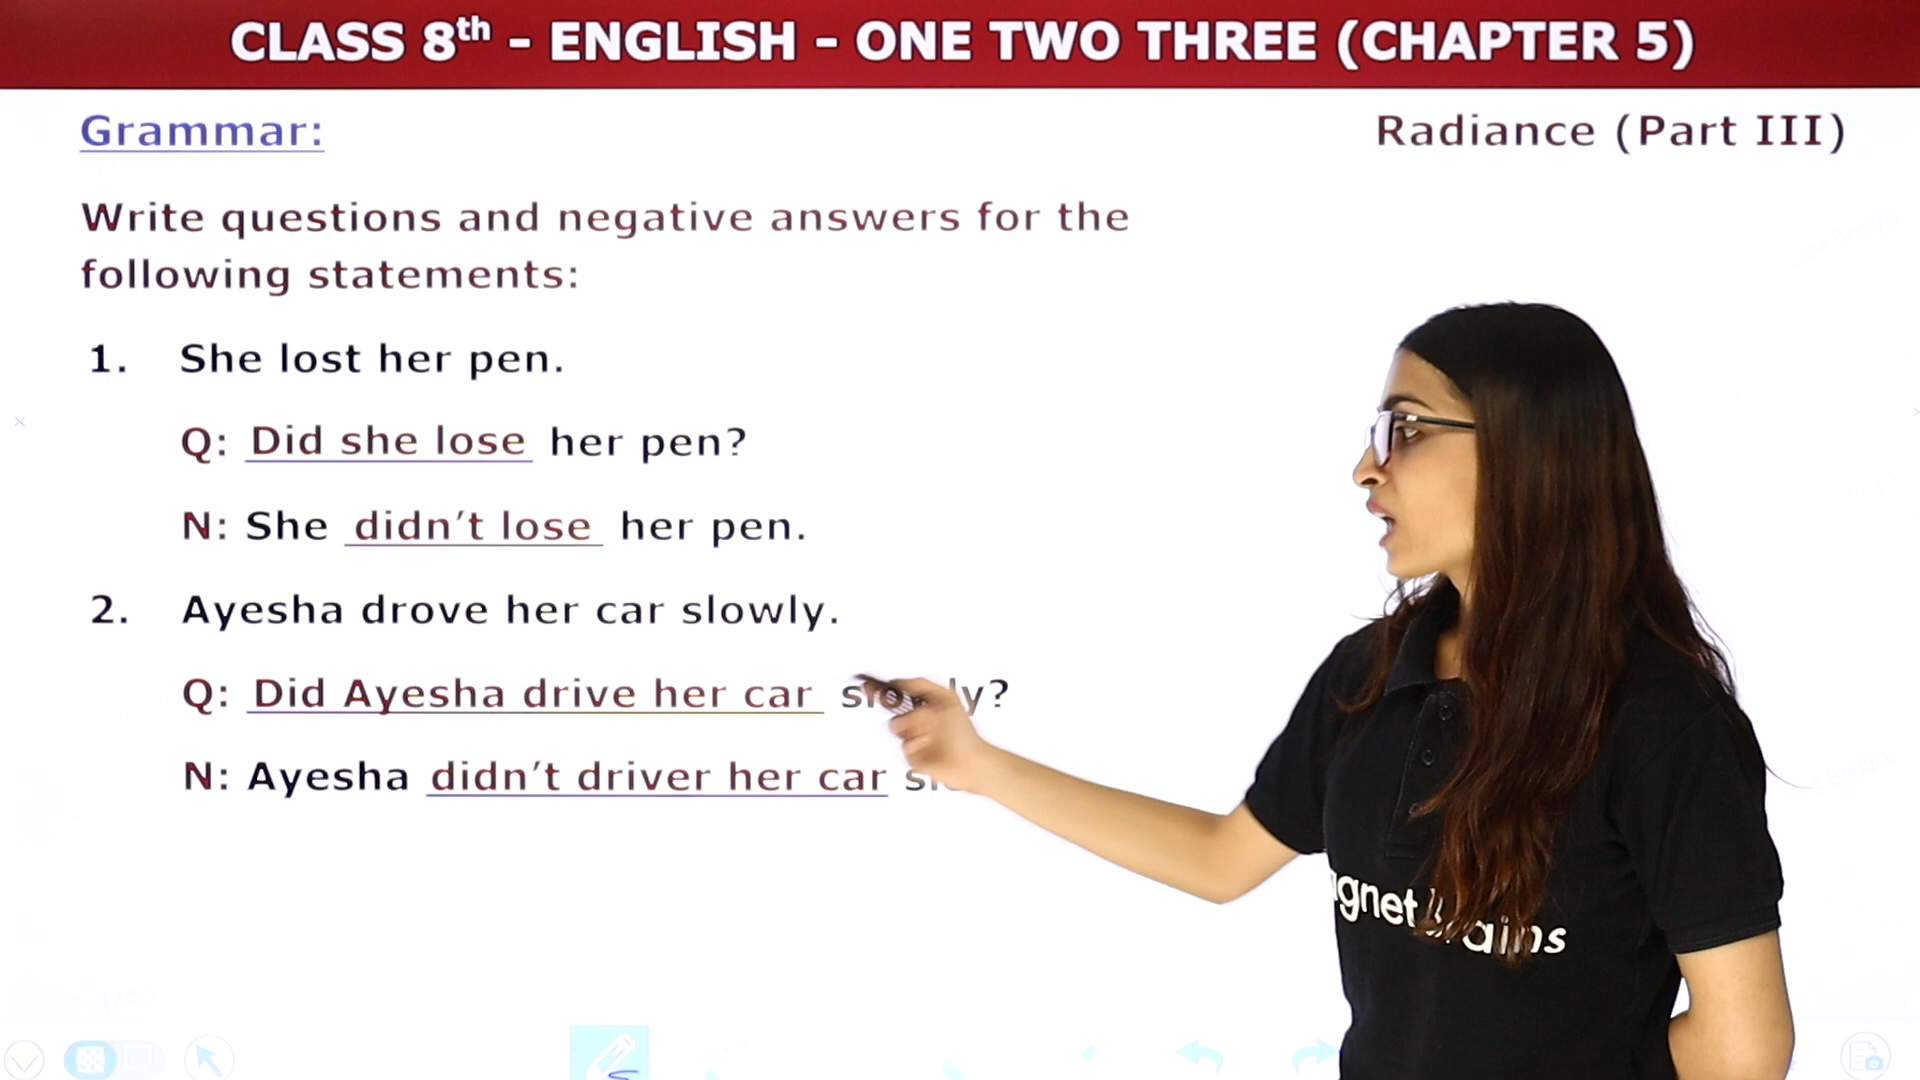 CLASS 8th - ENGLISH - ONE TWO THREE (CHAPTER 5)
Grammar:
Radiance (Part III)
Write questions and negative answers for the
following statements:
1. She lost her pen.
Q: Did she lose her pen?
N: She didn't lose her pen.
2. Ayesha drove her car slowly.
Q: Did Ayesha drive her car slowly?
N: Ayesha didn't driver her car
brains